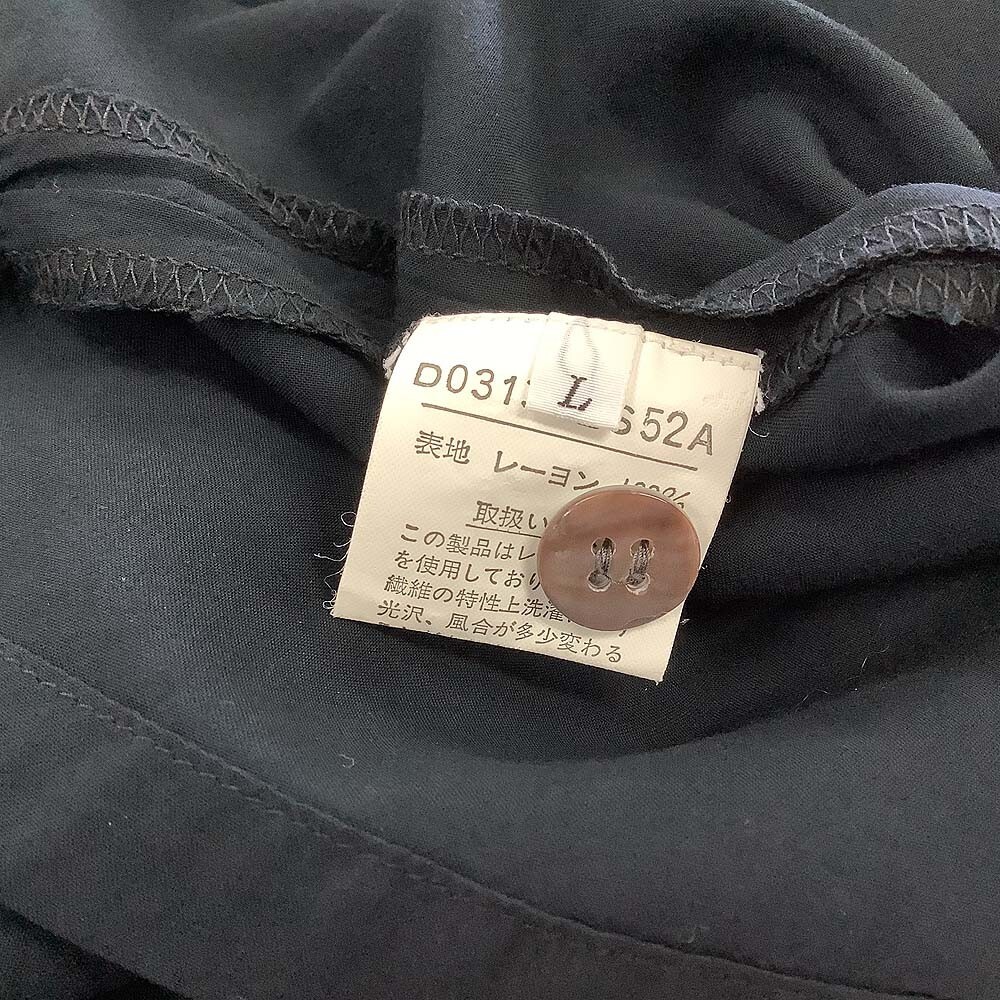 L
D031 S52A
表地 レーヨン
取扱い
この製品はレ
を使用しており
繊維の特性上洗濯
光沢、風合が多少変わる